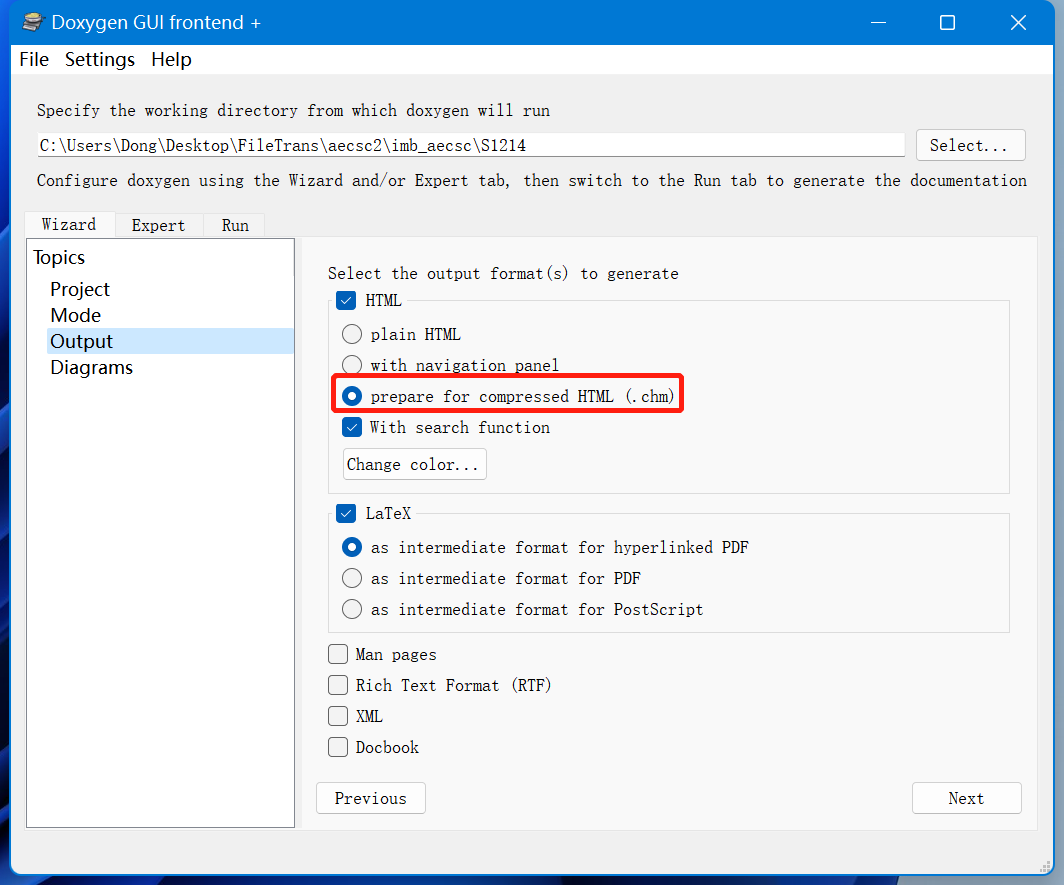 Doxygen GUI frontend +
File Settings Help
Specify the working directory from which doxygen will run
C:\Users\Dong\Desktop\FileTrans\aecsc2\imb_aecsc\S1214
Select...
Configure doxygen using the Wizard and/or Expert tab, then switch to the Run tab to generate the documentation
Wizard Expert Run
Topics
Project
Mode
Output
Diagrams
Select the output format(s) to generate
HTML
plain HTML
with navigation panel
prepare for compressed HTML (.chm)
With search function
Change color...
LaTeX
as intermediate format for hyperlinked PDF
as intermediate format for PDF
as intermediate format for PostScript
Man pages
Rich Text Format (RTF)
XML
Docbook
Previous
Next